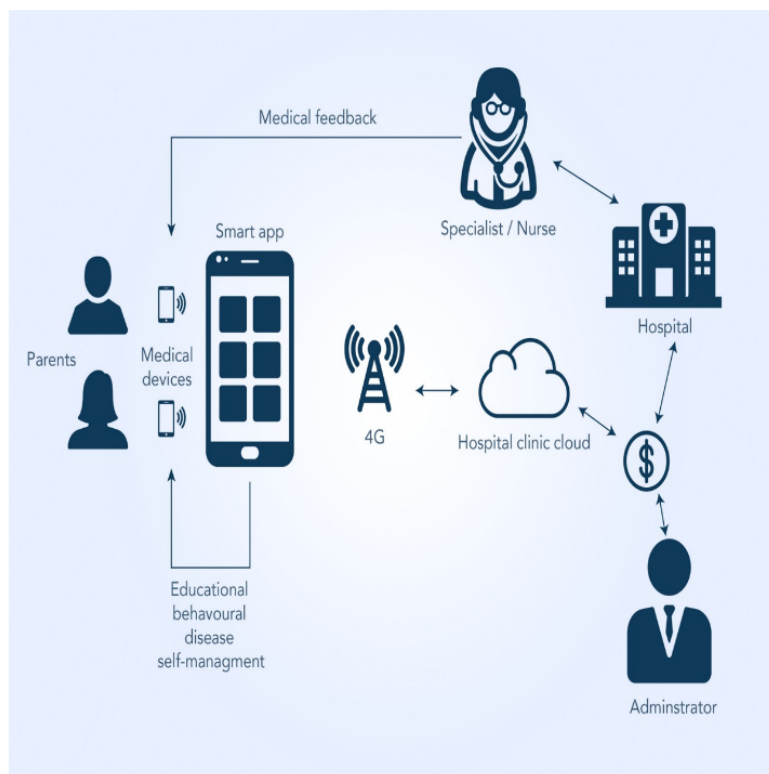 Medical feedback
Specialist / Nurse
Smart app
Hospital
Parents
Medical
devices
4G
Hospital clinic cloud
$
Educational
behavoural
disease
self-managment
Adminstrator